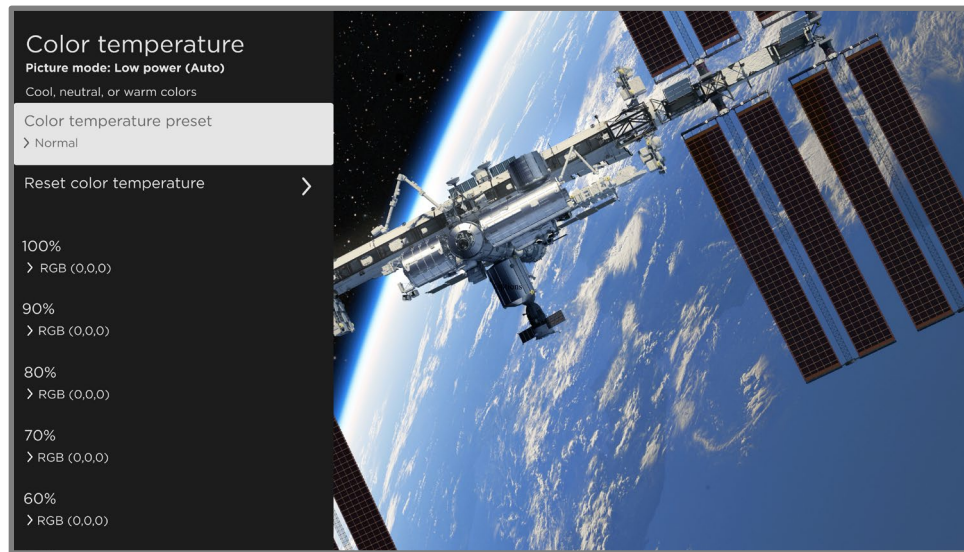 Color temperature
Picture mode: Low power (Auto)
Cool, neutral, or warm colors
Color temperature preset
Normal
Reset color temperature
100%
RGB (0,0,0)
90%
RGB (0,0,0)
80%
RGB (0,0,0)
70%
RGB (0,0,0)
60%
RGB (0,0,0)